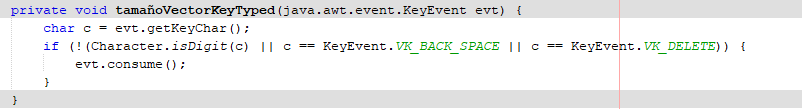 private void tamañoVectorKeyTyped(java.awt.event.KeyEvent evt) {
char c = evt.getKeyChar();
if (!(Character.isDigit(c) || c == KeyEvent.VK_BACK_SPACE || c == KeyEvent.VK_DELETE)) {
evt.consume();
}
}